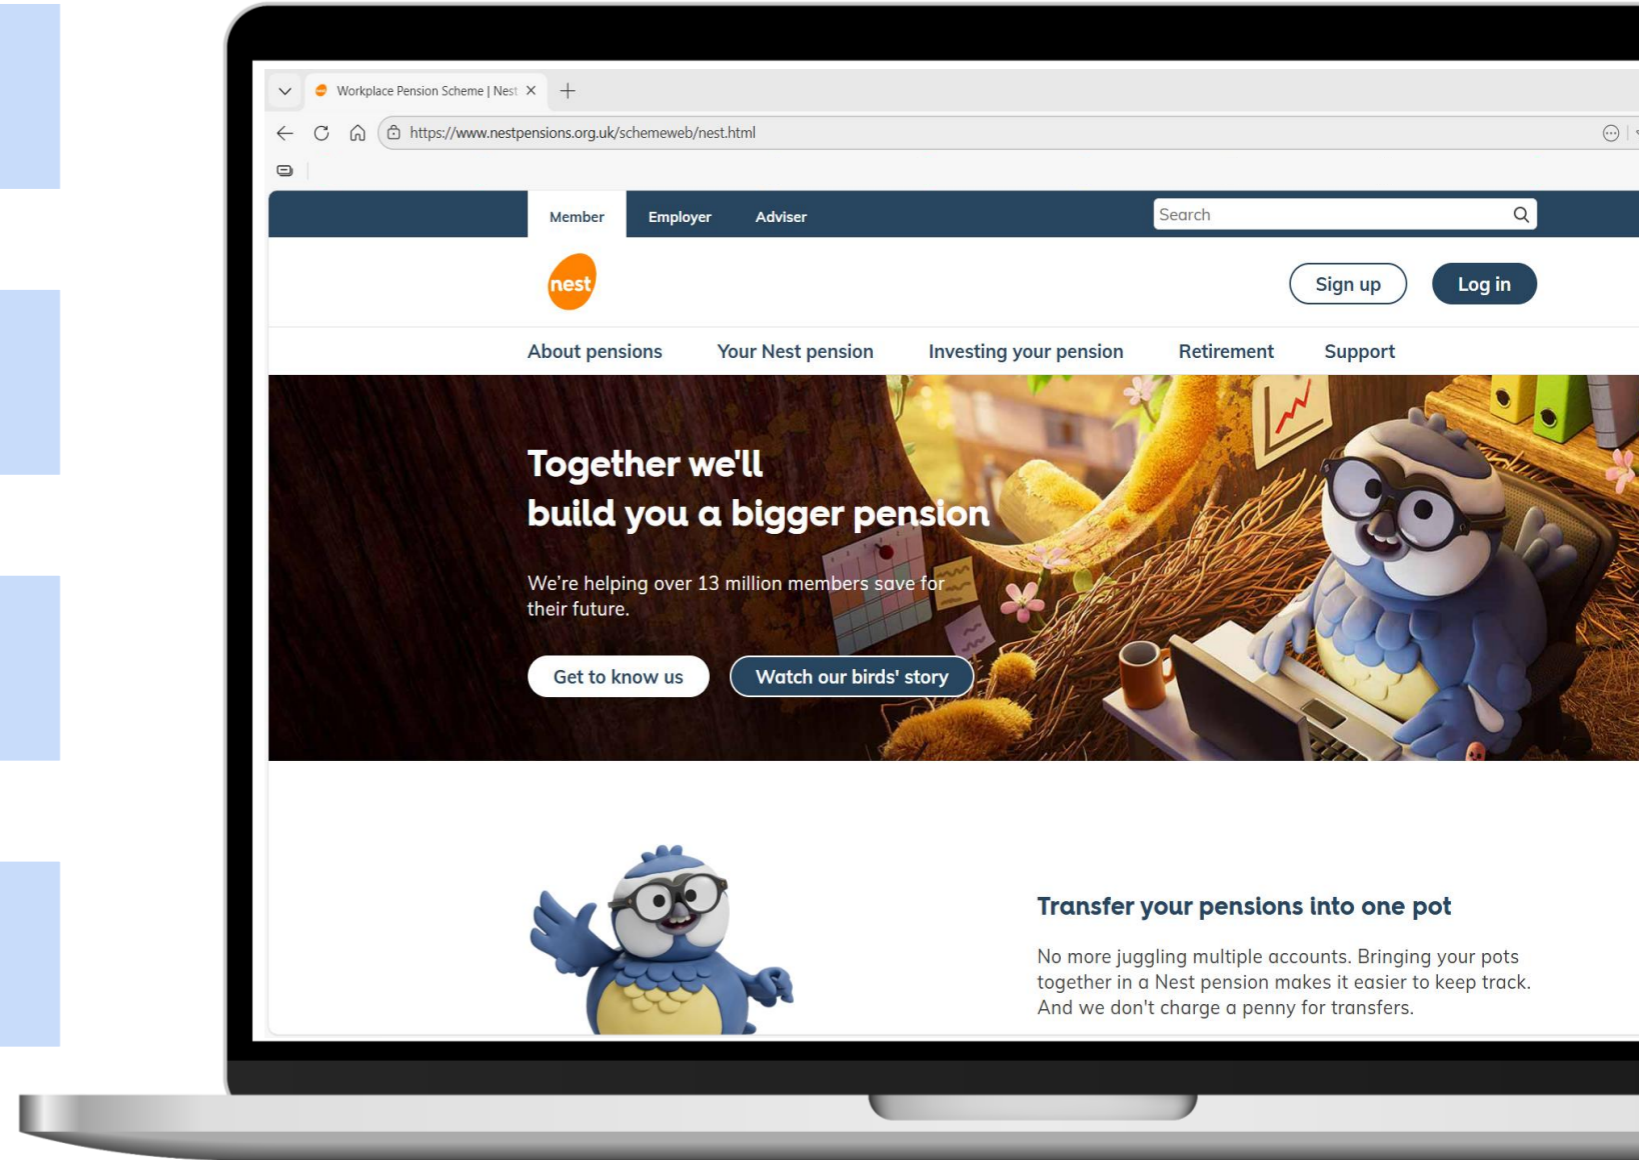 Workplace Pension Scheme | Nest
https://www.nestpensions.org.uk/schemeweb/nest.html
Member Employer Adviser Search
nest Sign up Log in
About pensions Your Nest pension Investing your pension Retirement Support
Together we'll
build you a bigger pension
We're helping over 13 million members save for
their future.
Get to know us Watch our birds' story
Transfer your pensions into one pot
No more juggling multiple accounts. Bringing your pots
together in a Nest pension makes it easier to keep track.
And we don't charge a penny for transfers.